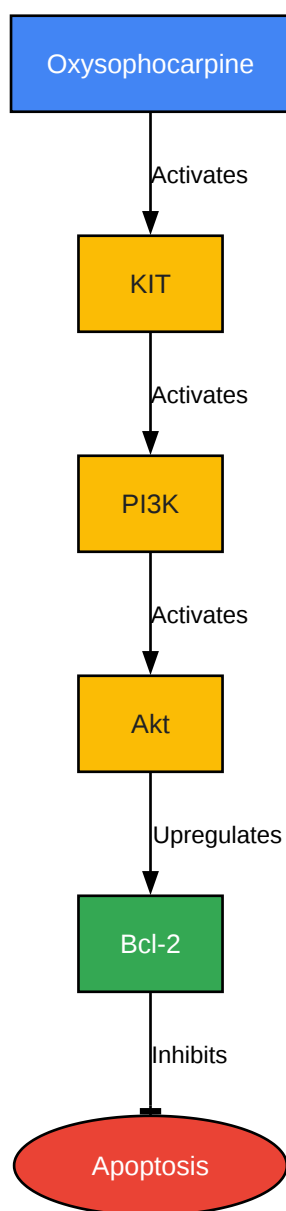 Oxysophocarpine
Activates
KIT
Activates
PI3K
Activates
Akt
Upregulates
Bcl-2
Inhibits
Apoptosis